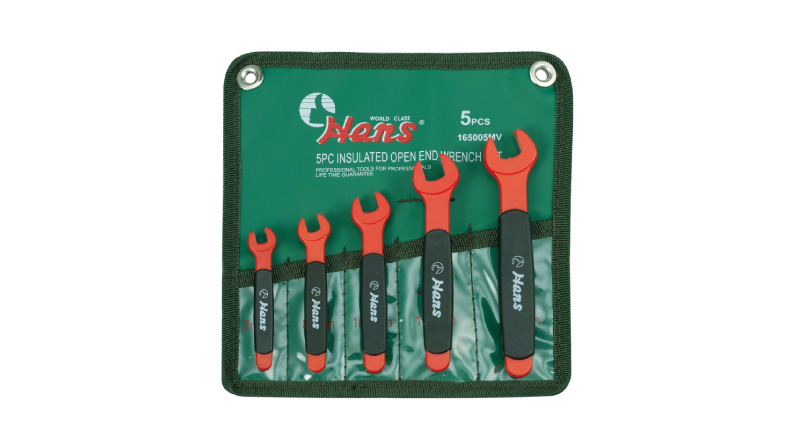 WORLD CLASS
Hans®
5PCS
165005MV
5PC INSULATED OPEN END WRENCH
PROFESSIONAL TOOLS FOR PROFESSIONALS
LIFE TIME GUARANTEE
Hans
Hans
Hans
Hans
Hans